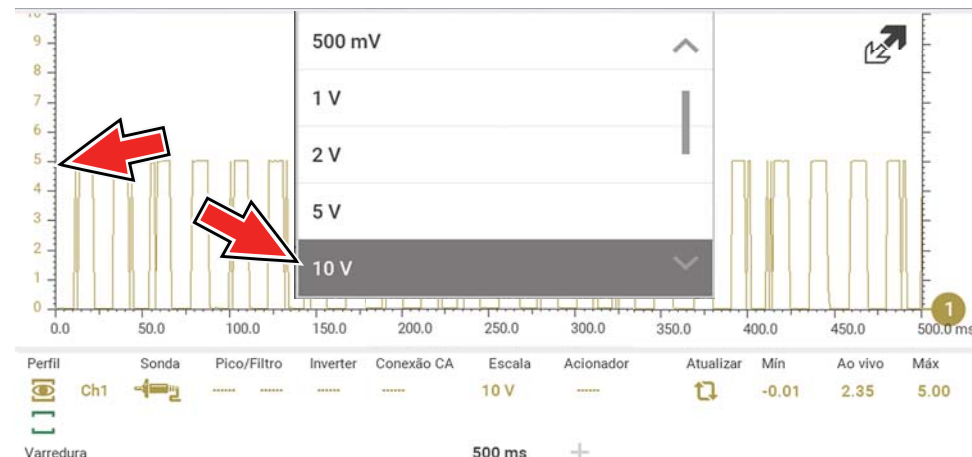 10
9
8
7
6
5
4
3
2
1
0
500 mV
1 V
2 V
5 V
10 V
1
0.0 50.0 100.0 150.0 200.0 250.0 300.0 350.0 400.0 450.0 500.0 ms
Perfil Sonda Pico/Filtro Inverter Conexão CA Escala Acionador Atualizar Mín Ao vivo Máx
Ch1 ------ ------ ------ ------ 10 V ------ -0.01 2.35 5.00
Varredura 500 ms +